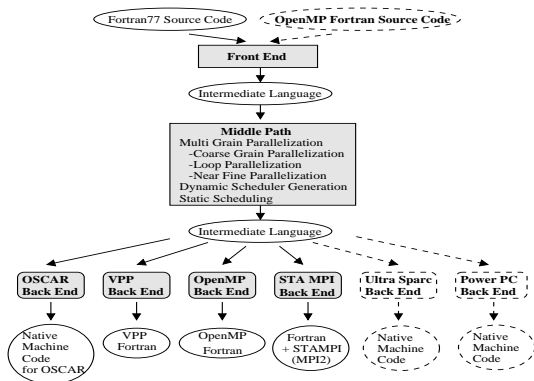 Fortran77 Source Code
OpenMP Fortran Source Code
Front End
Intermediate Language
Middle Path
Multi Grain Parallelization
-Coarse Grain Parallelization
-Loop Parallelization
-Near Fine Parallelization
Dynamic Scheduler Generation
Static Scheduling
Intermediate Language
OSCAR
Back End
VPP
Back End
OpenMP
Back End
STA MPI
Back End
Ultra Sparc
Back End
Power PC
Back End
Native
Machine
Code
for OSCAR
VPP
Fortran
OpenMP
Fortran
Fortran
+ STAMPI
(MPI2)
Native
Machine
Code
Native
Machine
Code